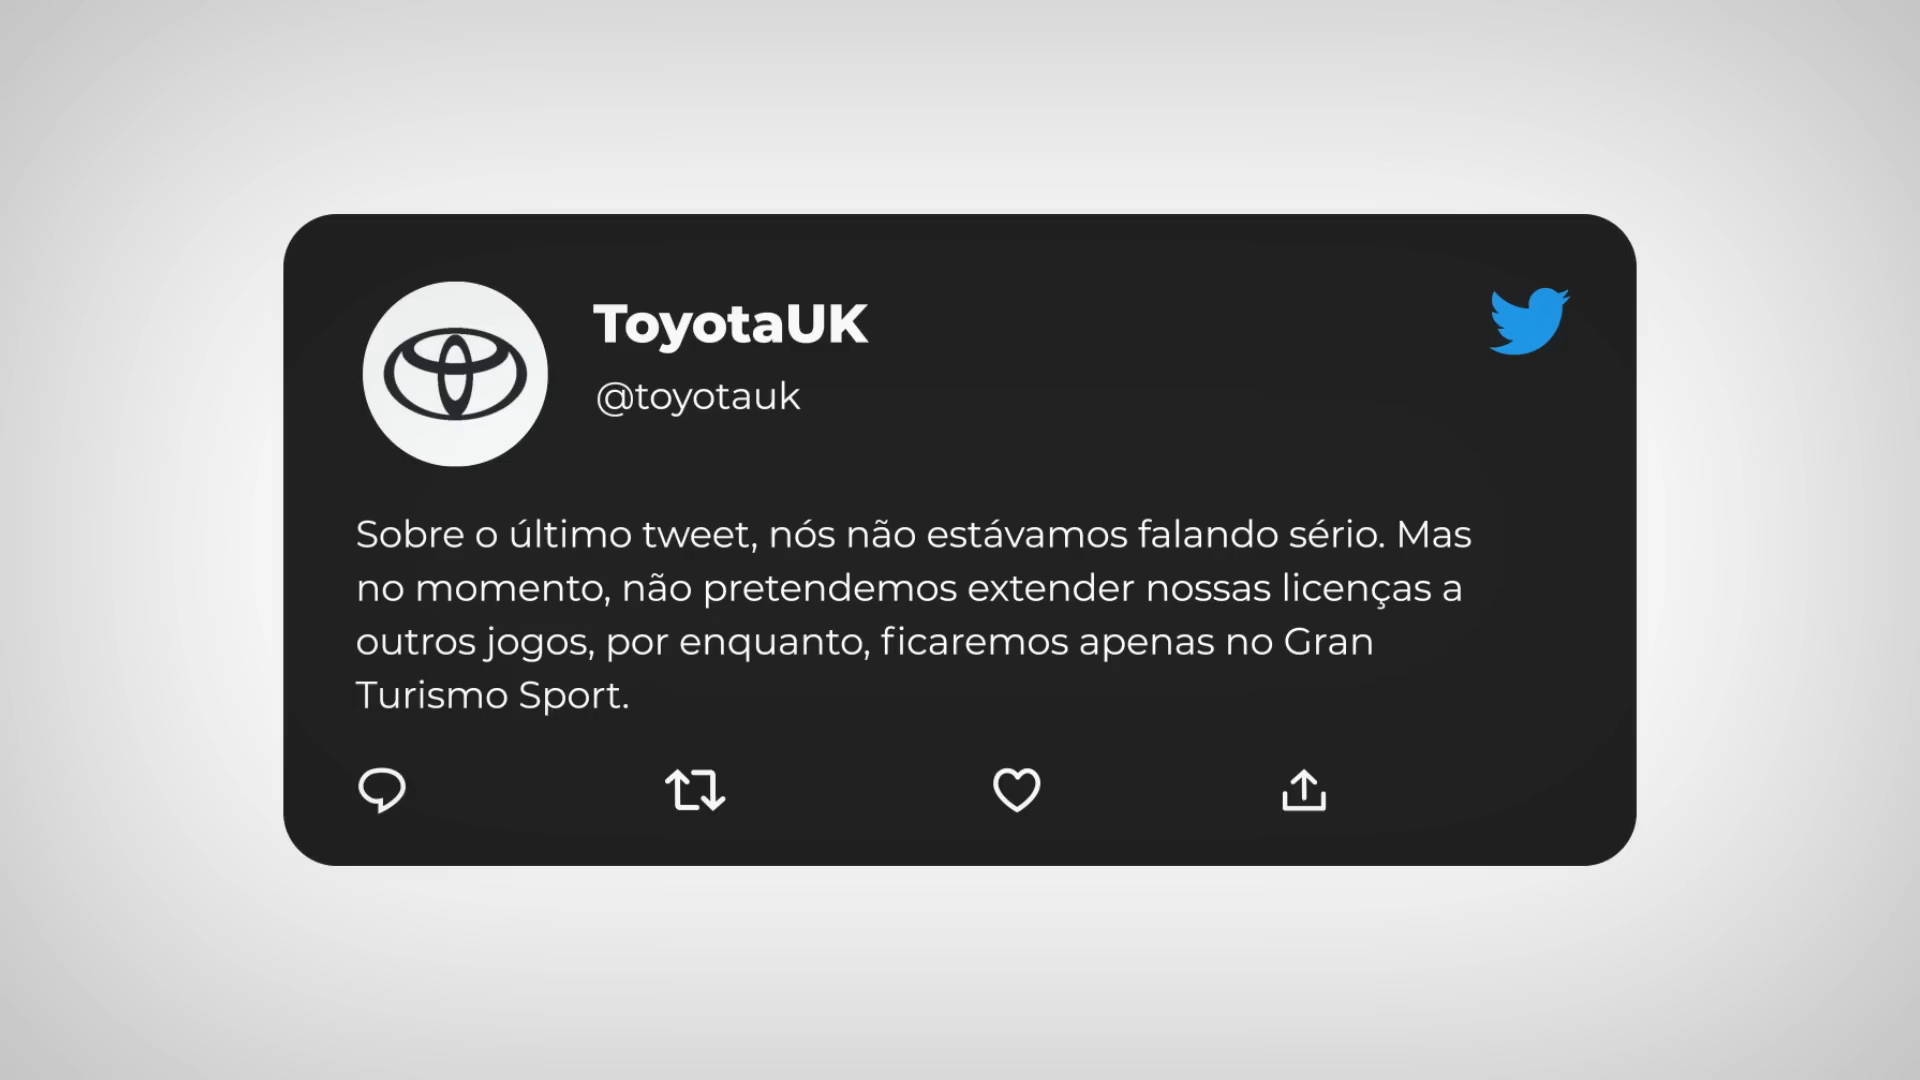 ToyotaUK
@toyotauk
Sobre o último tweet, nós não estávamos falando sério. Mas
no momento, não pretendemos extender nossas licenças a
outros jogos, por enquanto, ficaremos apenas no Gran
Turismo Sport.